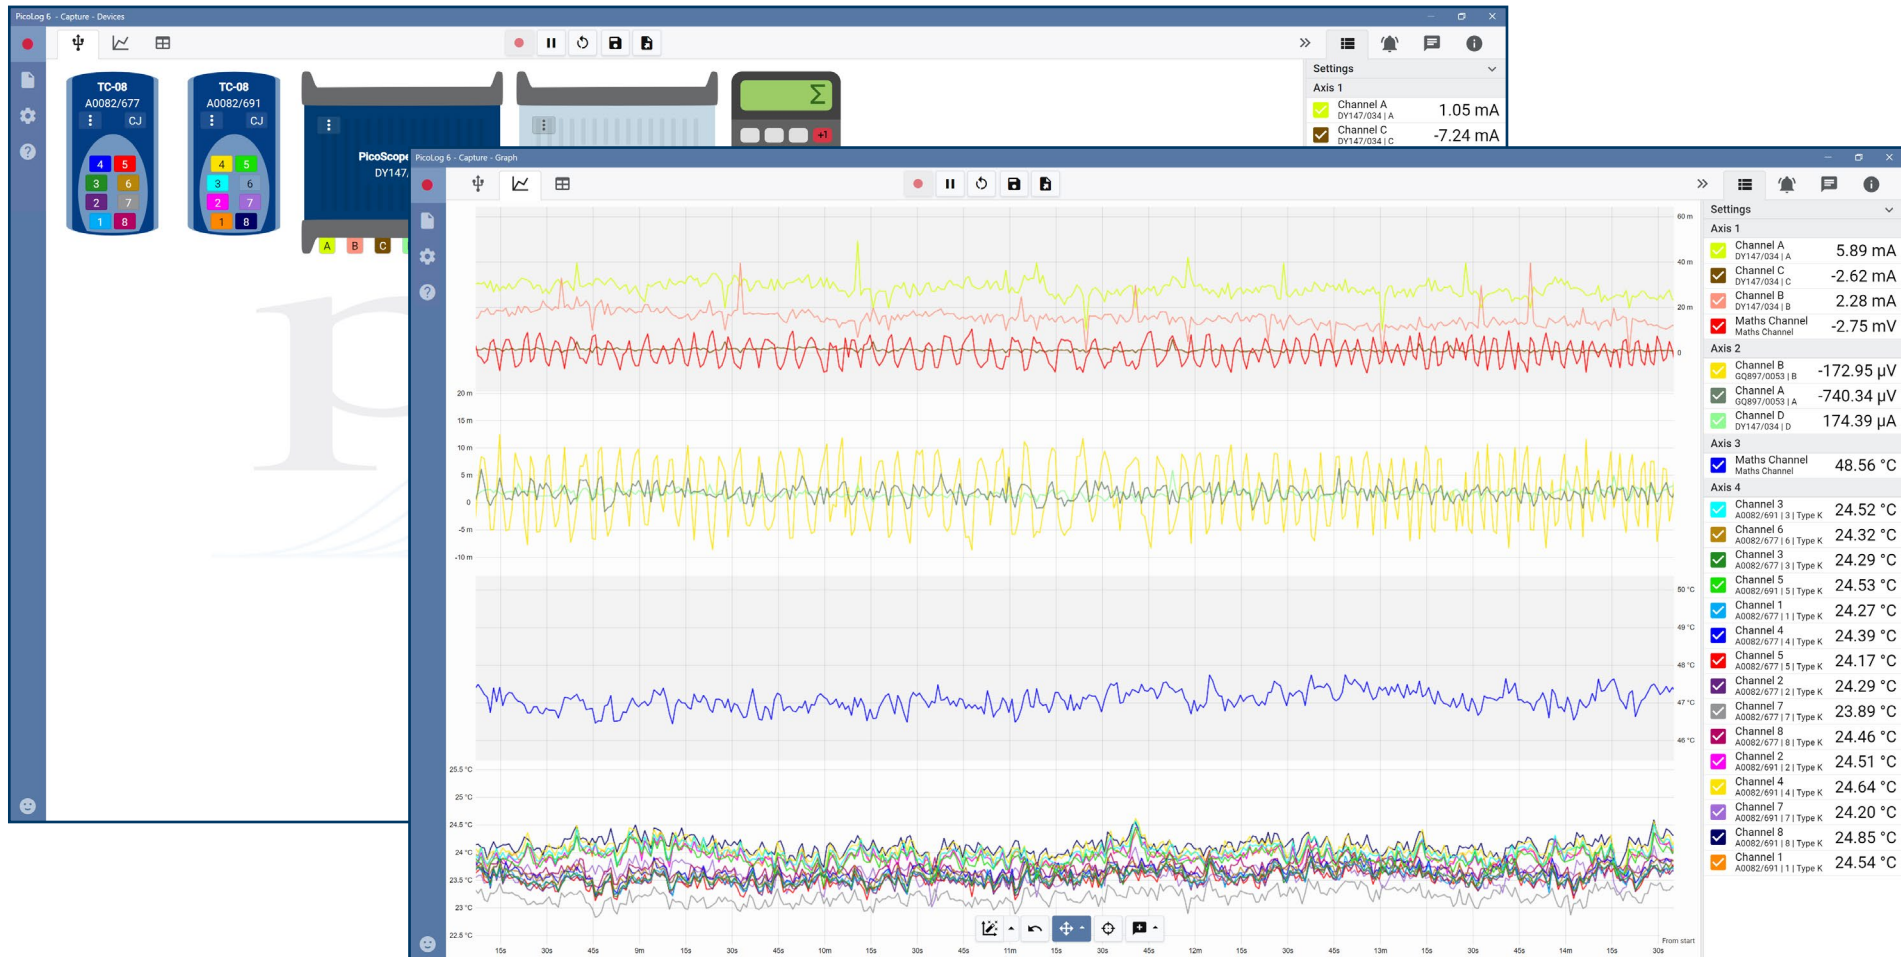 PicoLog 6 - Capture - Devices
Settings
Axis 1
Channel A
DY147/034 | A
1.05 mA
Channel C
DY147/034 | C
-7.24 mA
TC-08
A0082/677
CJ
4 5
3 6
2 7
1 8
TC-08
A0082/691
CJ
4 5
3 6
2 7
1 8
PicoScope
DY147
A B C
Σ
+1
PicoLog 6 - Capture - Graph
60 m
40 m
20 m
0
20 m
15 m
10 m
5 m
0
-5 m
-10 m
50 °C
49 °C
48 °C
47 °C
46 °C
25.5 °C
25 °C
24.5 °C
24 °C
23.5 °C
23 °C
22.5 °C
15s 30s 45s 9m 15s 30s 45s 10m 15s 30s 45s 11m 15s 30s 45s 12m 15s 30s 45s 13m 15s 30s 45s 14m 15s 30s
From start
Settings
Axis 1
Channel A
DY147/034 | A
5.89 mA
Channel C
DY147/034 | C
-2.62 mA
Channel B
DY147/034 | B
2.28 mA
Maths Channel
Maths Channel
-2.75 mV
Axis 2
Channel B
GQ897/0053 | B
-172.95 µV
Channel A
GQ897/0053 | A
-740.34 µV
Channel D
DY147/034 | D
174.39 µA
Axis 3
Maths Channel
Maths Channel
48.56 °C
Axis 4
Channel 3
A0082/691 | 3 | Type K
24.52 °C
Channel 6
A0082/677 | 6 | Type K
24.32 °C
Channel 3
A0082/677 | 3 | Type K
24.29 °C
Channel 5
A0082/691 | 5 | Type K
24.53 °C
Channel 1
A0082/677 | 1 | Type K
24.27 °C
Channel 4
A0082/677 | 4 | Type K
24.39 °C
Channel 5
A0082/677 | 5 | Type K
24.17 °C
Channel 2
A0082/677 | 2 | Type K
24.29 °C
Channel 7
A0082/677 | 7 | Type K
23.89 °C
Channel 8
A0082/677 | 8 | Type K
24.46 °C
Channel 2
A0082/691 | 2 | Type K
24.51 °C
Channel 4
A0082/691 | 4 | Type K
24.64 °C
Channel 7
A0082/691 | 7 | Type K
24.20 °C
Channel 8
A0082/691 | 8 | Type K
24.85 °C
Channel 1
A0082/691 | 1 | Type K
24.54 °C